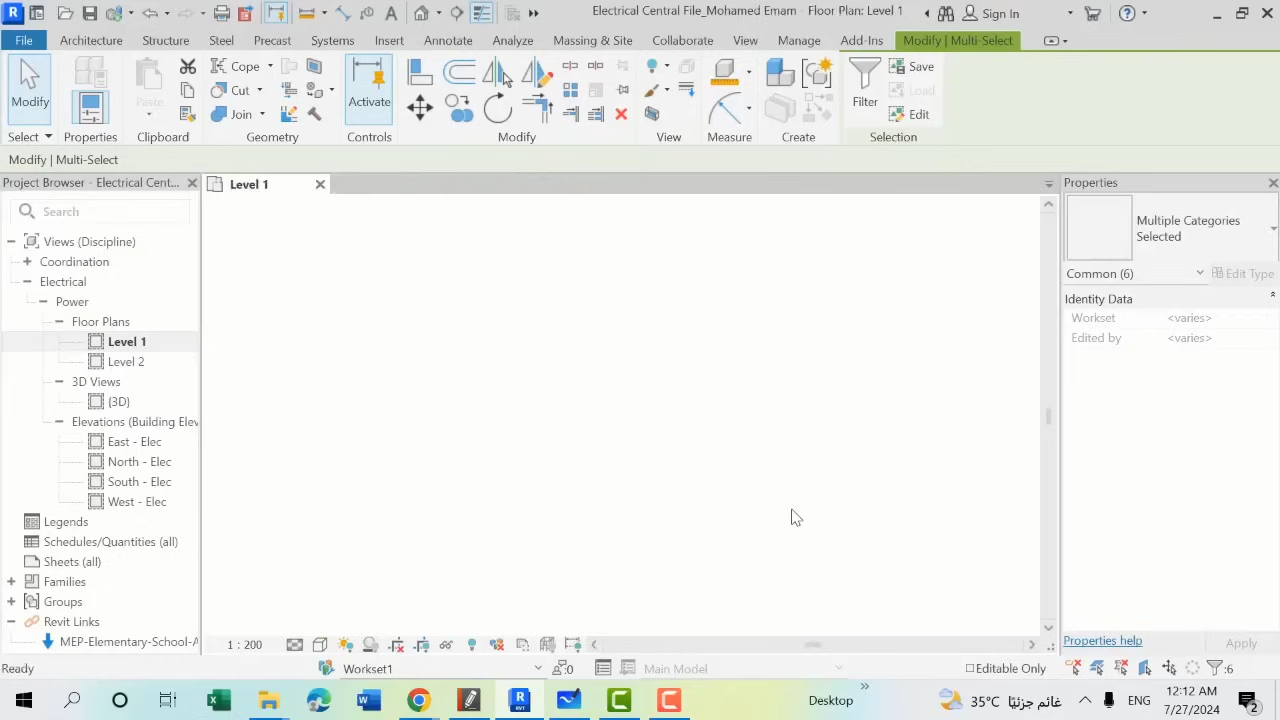 Electrical Central File_Mohamed Emam - Floor Plan: Level 1
Sign In
File
Architecture
Structure
Steel
Precast
Systems
Insert
Annotate
Analyze
Massing & Site
Collaborate
View
Manage
Add-Ins
Modify | Multi-Select
Modify
Paste
Cope
Cut
Join
Activate
Filter
Save
Load
Edit
Select
Properties
Clipboard
Geometry
Controls
Modify
View
Measure
Create
Selection
Modify | Multi-Select
Project Browser - Electrical Cent...
Search
Views (Discipline)
Coordination
Electrical
Power
Floor Plans
Level 1
Level 2
3D Views
{3D}
Elevations (Building Elev
East - Elec
North - Elec
South - Elec
West - Elec
Legends
Schedules/Quantities (all)
Sheets (all)
Families
Groups
Revit Links
MEP-Elementary-School-A
Level 1
Properties
Multiple Categories
Selected
Common (6)
Edit Type
Identity Data
Workset <varies>
Edited by <varies>
Properties help
Apply
1 : 200
Ready
Workset1
:0
Main Model
Editable Only
:6
Desktop
35°C غائم جزئيًا
ENG
12:12 AM
7/27/2024
2